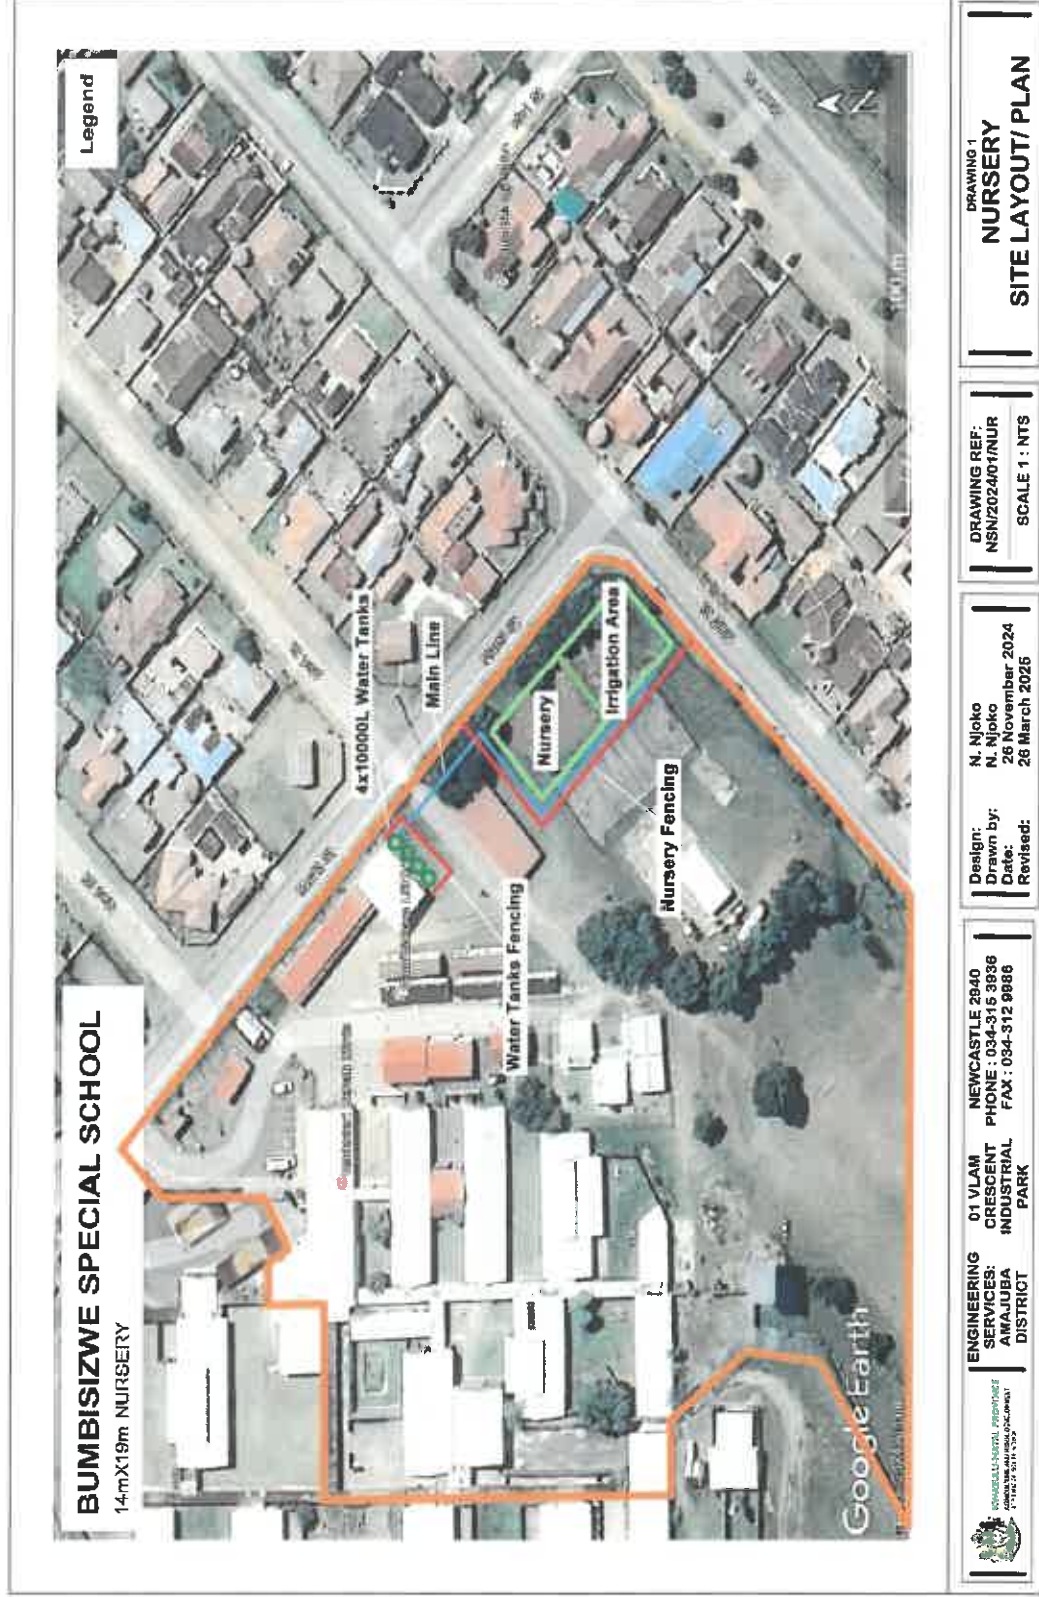 BUMBISIZWE SPECIAL SCHOOL
14mX19m NURSERY
Legend
4x10000L Water Tanks
Main Line
Nursery
Irrigation Area
Nursery Fencing
Water Tanks Fencing
Google Earth
N
ENGINEERING
SERVICES:
AMAJUBA
DISTRICT
01 VLAM
CRESCENT
INDUSTRIAL
PARK
NEWCASTLE 2940
PHONE : 034-315 3936
FAX : 034-312 9986
Design: N. Njoko
Drawn by: N. Njoko
Date: 26 November 2024
Revised: 26 March 2025
DRAWING REF:
NSN/2024/01/NUR
SCALE 1 : NTS
DRAWING 1
NURSERY
SITE LAYOUT/ PLAN